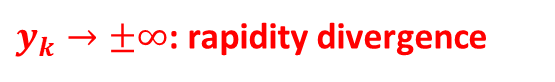 yₖ → ±∞: rapidity divergence